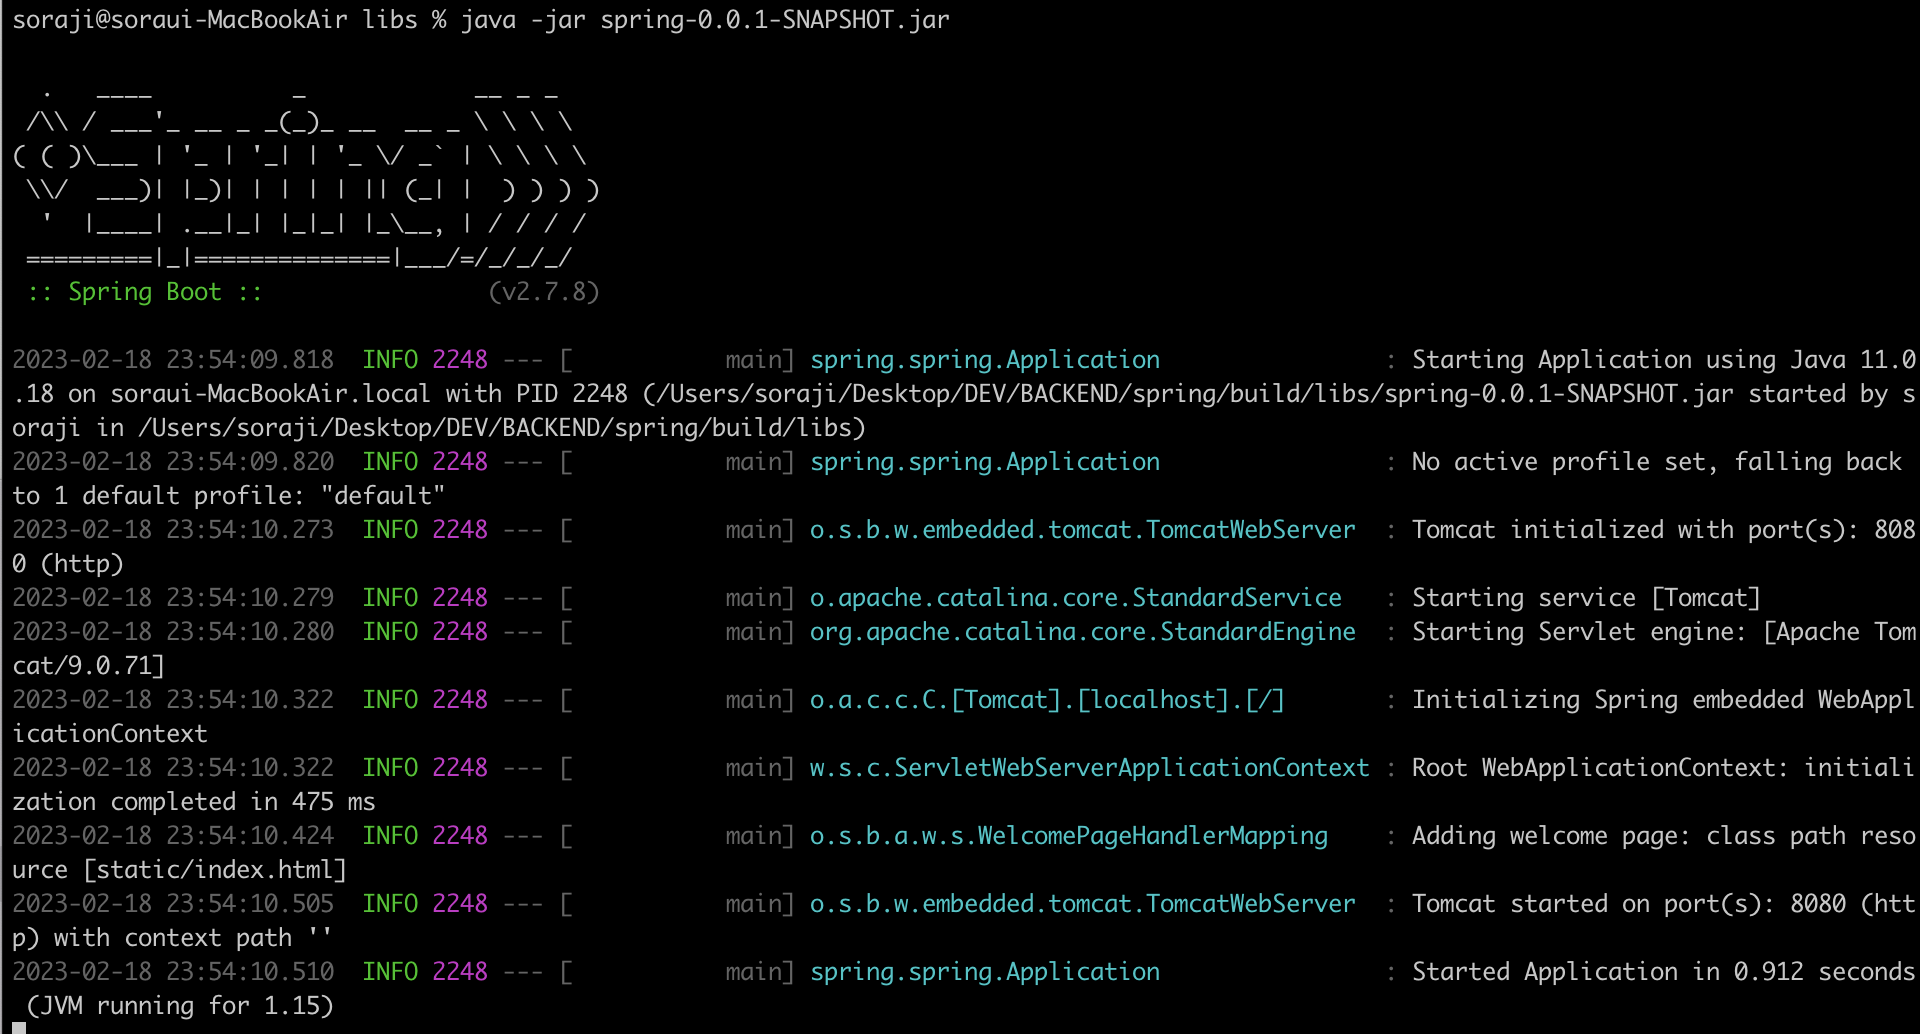 soraji@soraui-MacBookAir libs % java -jar spring-0.0.1-SNAPSHOT.jar

  .   ____          _            __ _ _
 /\\ / ___'_ __ _ _(_)_ __  __ _ \ \ \ \
( ( )\___ | '_ | '_| | '_ \/ _` | \ \ \ \
 \\/  ___)| |_)| | | | | || (_| |  ) ) ) )
  '  |____| .__|_| |_|_| |_\__, | / / / /
 =========|_|==============|___/=/_/_/_/
 :: Spring Boot ::                (v2.7.8)

2023-02-18 23:54:09.818  INFO 2248 --- [           main] spring.spring.Application                : Starting Application using Java 11.0
.18 on soraui-MacBookAir.local with PID 2248 (/Users/soraji/Desktop/DEV/BACKEND/spring/build/libs/spring-0.0.1-SNAPSHOT.jar started by s
oraji in /Users/soraji/Desktop/DEV/BACKEND/spring/build/libs)
2023-02-18 23:54:09.820  INFO 2248 --- [           main] spring.spring.Application                : No active profile set, falling back 
to 1 default profile: "default"
2023-02-18 23:54:10.273  INFO 2248 --- [           main] o.s.b.w.embedded.tomcat.TomcatWebServer  : Tomcat initialized with port(s): 808
0 (http)
2023-02-18 23:54:10.279  INFO 2248 --- [           main] o.apache.catalina.core.StandardService   : Starting service [Tomcat]
2023-02-18 23:54:10.280  INFO 2248 --- [           main] org.apache.catalina.core.StandardEngine  : Starting Servlet engine: [Apache Tom
cat/9.0.71]
2023-02-18 23:54:10.322  INFO 2248 --- [           main] o.a.c.c.C.[Tomcat].[localhost].[/]       : Initializing Spring embedded WebAppl
icationContext
2023-02-18 23:54:10.322  INFO 2248 --- [           main] w.s.c.ServletWebServerApplicationContext : Root WebApplicationContext: initiali
zation completed in 475 ms
2023-02-18 23:54:10.424  INFO 2248 --- [           main] o.s.b.a.w.s.WelcomePageHandlerMapping    : Adding welcome page: class path reso
urce [static/index.html]
2023-02-18 23:54:10.505  INFO 2248 --- [           main] o.s.b.w.embedded.tomcat.TomcatWebServer  : Tomcat started on port(s): 8080 (htt
p) with context path ''
2023-02-18 23:54:10.510  INFO 2248 --- [           main] spring.spring.Application                : Started Application in 0.912 seconds
 (JVM running for 1.15)